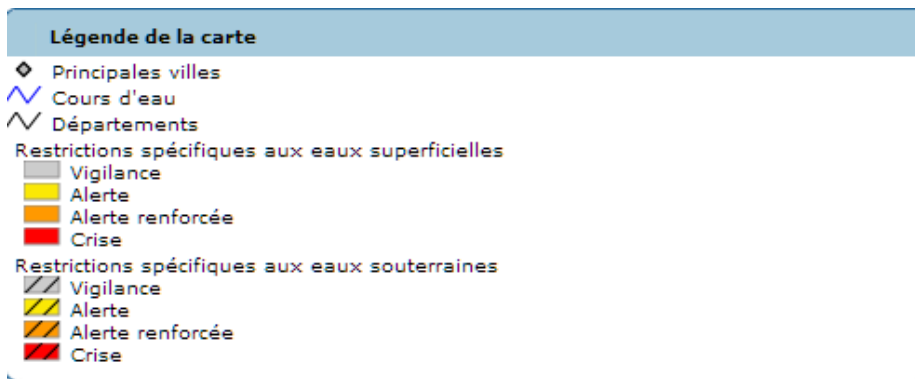 Légende de la carte
Principales villes
Cours d'eau
Départements
Restrictions spécifiques aux eaux superficielles
Vigilance
Alerte
Alerte renforcée
Crise
Restrictions spécifiques aux eaux souterraines
Vigilance
Alerte
Alerte renforcée
Crise